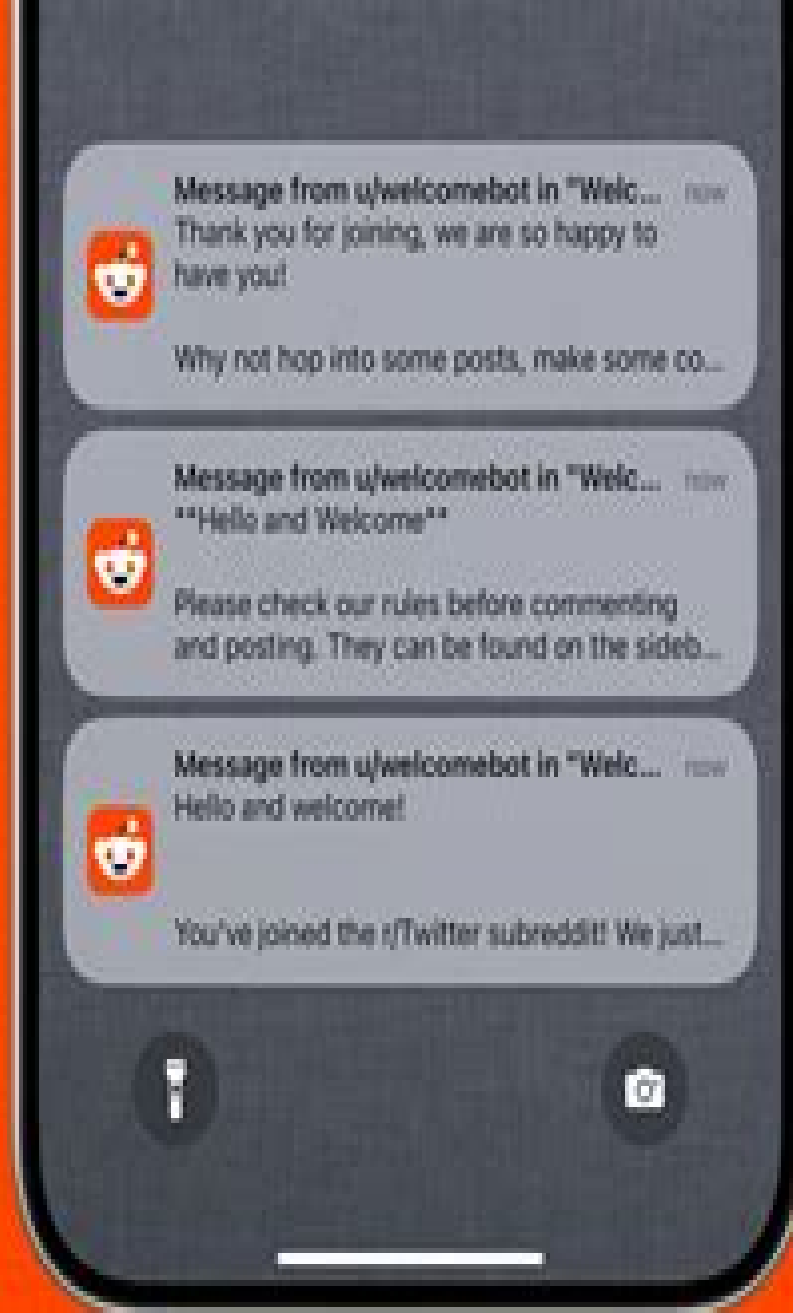 Message from u/welcomebot in "Welc... now
Thank you for joining, we are so happy to
have you!
Why not hop into some posts, make some co...
Message from u/welcomebot in "Welc... now
**Hello and Welcome**
Please check our rules before commenting
and posting. They can be found on the sideb...
Message from u/welcomebot in "Welc... now
Hello and welcome!
You've joined the r/Twitter subreddit! We just...